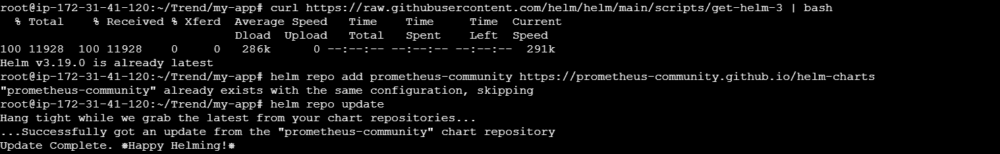 root@ip-172-31-41-120:~/Trend/my-app# curl https://raw.githubusercontent.com/helm/helm/main/scripts/get-helm-3 | bash
  % Total    % Received % Xferd  Average Speed   Time    Time     Time  Current
                                 Dload  Upload   Total   Spent    Left  Speed
100 11928  100 11928    0     0   286k      0 --:--:-- --:--:-- --:--:--  291k
Helm v3.19.0 is already latest
root@ip-172-31-41-120:~/Trend/my-app# helm repo add prometheus-community https://prometheus-community.github.io/helm-charts
"prometheus-community" already exists with the same configuration, skipping
root@ip-172-31-41-120:~/Trend/my-app# helm repo update
Hang tight while we grab the latest from your chart repositories...
...Successfully got an update from the "prometheus-community" chart repository
Update Complete. ⎈Happy Helming!⎈